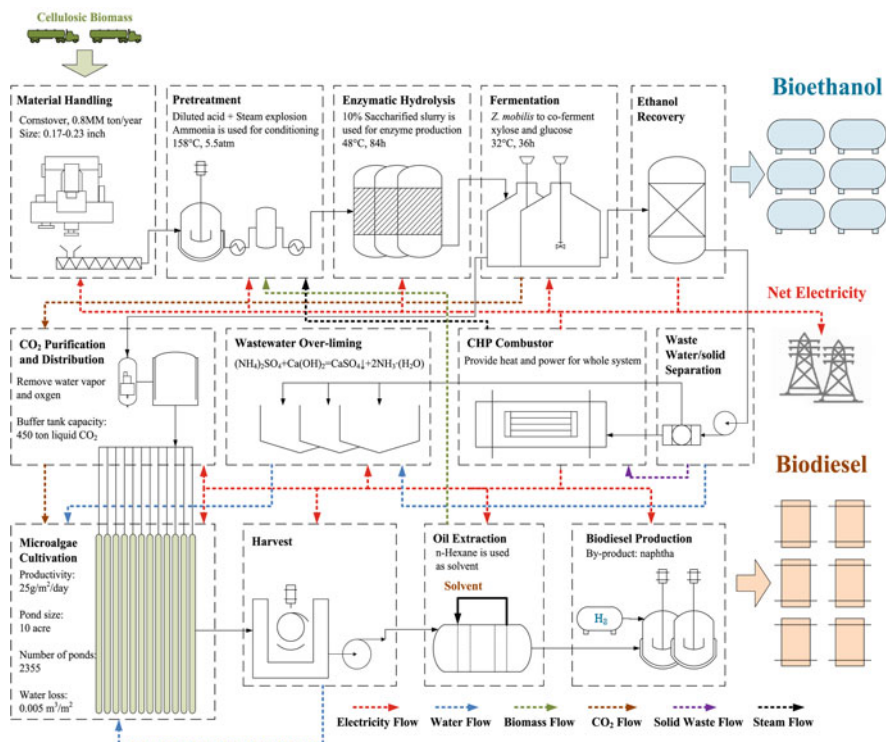 Cellulosic Biomass
Material Handling
Cornstover, 0.8MM ton/year
Size: 0.17-0.23 inch
Pretreatment
Diluted acid + Steam explosion
Ammonia is used for conditioning
158°C, 5.5atm
Enzymatic Hydrolysis
10% Saccharified slurry is
used for enzyme production
48°C, 84h
Fermentation
Z. mobilis to co-ferment
xylose and glucose
32°C, 36h
Ethanol
Recovery
Bioethanol
Net Electricity
CO₂ Purification
and Distribution
Remove water vapor
and oxgen
Buffer tank capacity:
450 ton liquid CO₂
Wastewater Over-liming
(NH₄)₂SO₄+Ca(OH)₂=CaSO₄↓+2NH₃·(H₂O)
CHP Combustor
Provide heat and power for whole system
Waste
Water/solid
Separation
Biodiesel
Microalgae
Cultivation
Productivity:
25g/m²/day
Pond size:
10 acre
Number of ponds:
2355
Water loss:
0.005 m³/m²
Harvest
Oil Extraction
n-Hexane is used
as solvent
Solvent
Biodiesel Production
By-product: naphtha
H₂
Electricity Flow
Water Flow
Biomass Flow
CO₂ Flow
Solid Waste Flow
Steam Flow